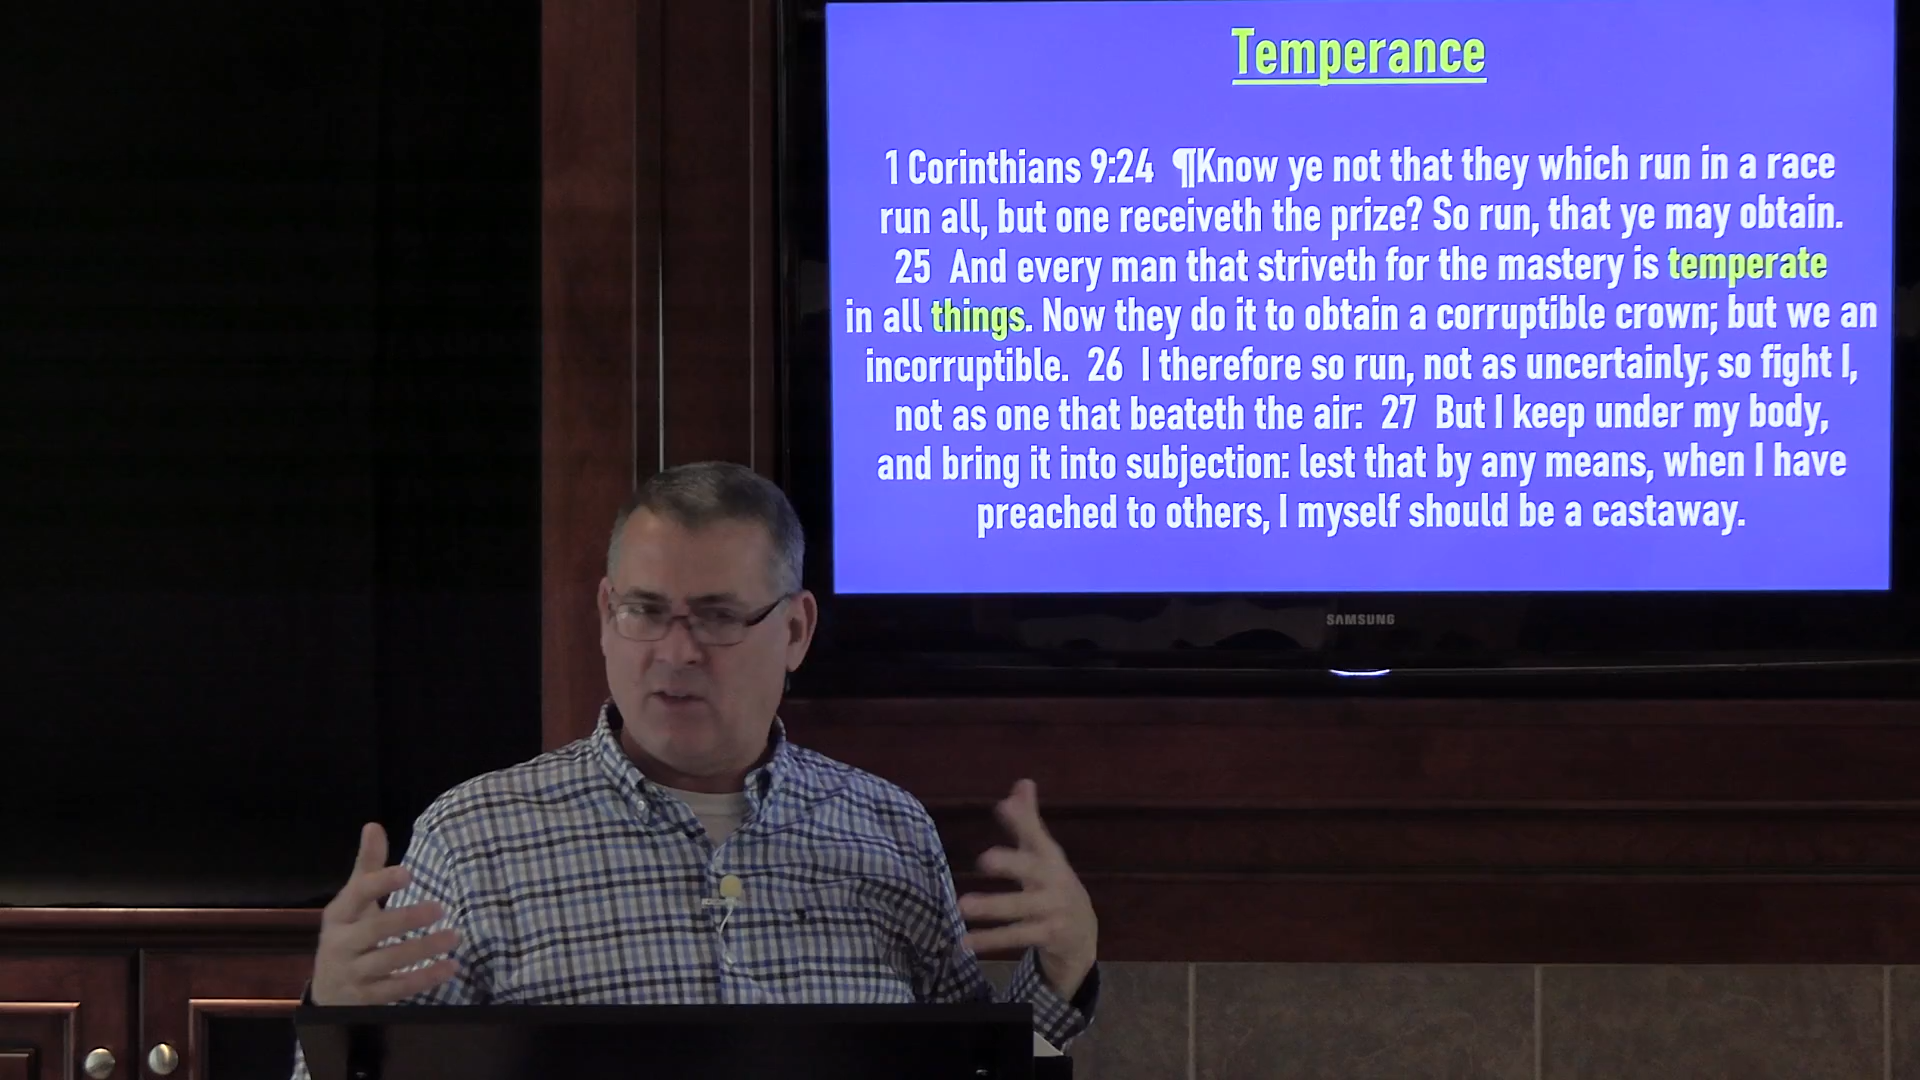 Temperance
1 Corinthians 9:24 ¶Know ye not that they which run in a race
run all, but one receiveth the prize? So run, that ye may obtain.
25 And every man that striveth for the mastery is temperate
in all things. Now they do it to obtain a corruptible crown; but we an
incorruptible. 26 I therefore so run, not as uncertainly; so fight I,
not as one that beateth the air: 27 But I keep under my body,
and bring it into subjection: lest that by any means, when I have
preached to others, I myself should be a castaway.
SAMSUNG